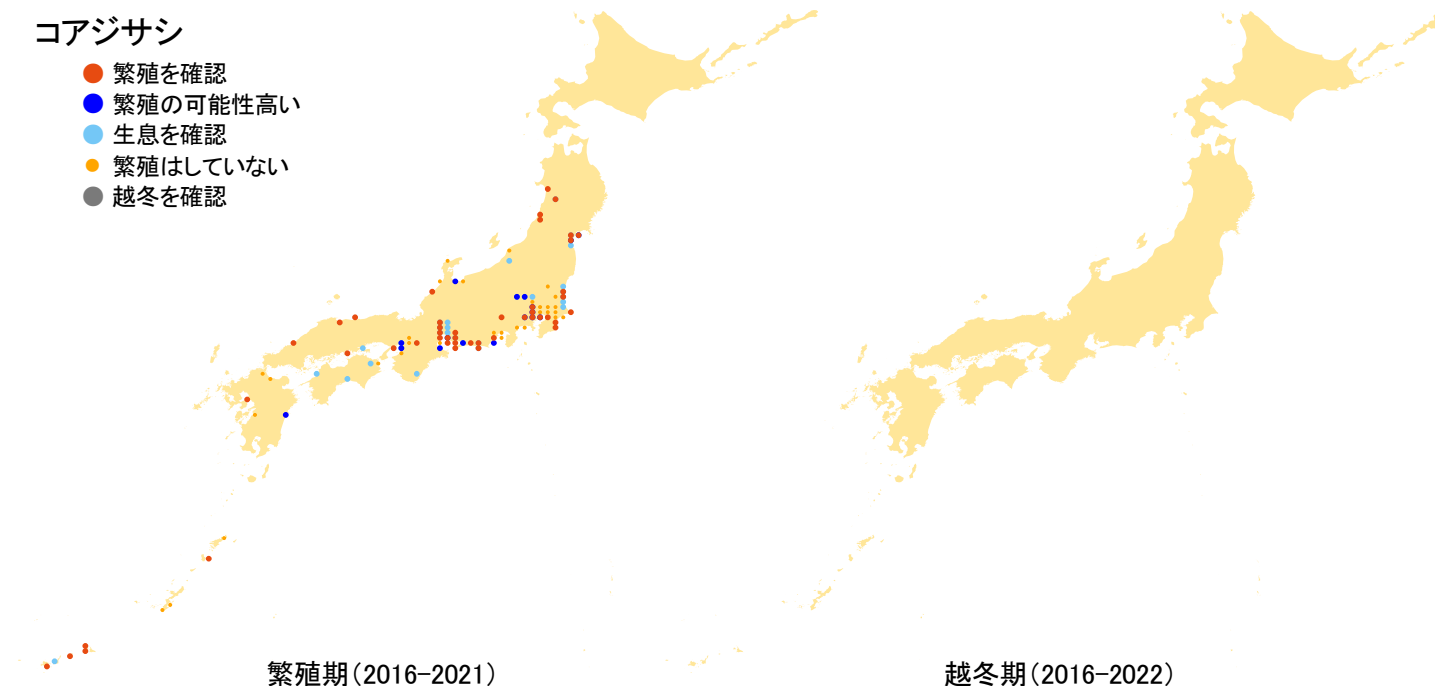 コアジサシ
繁殖を確認
繁殖の可能性高い
生息を確認
繁殖はしていない
越冬を確認
繁殖期(2016-2021)
越冬期(2016-2022)